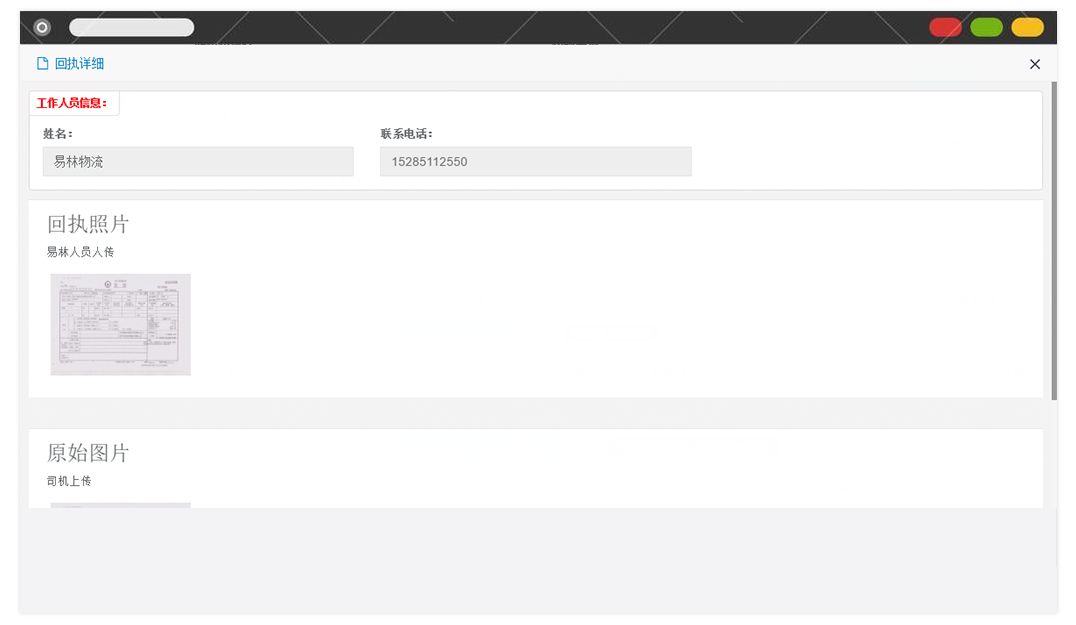 回执详细
工作人员信息：
姓名：
联系电话：
易林物流
15285112550
回执照片
易林人员人传
原始图片
司机上传